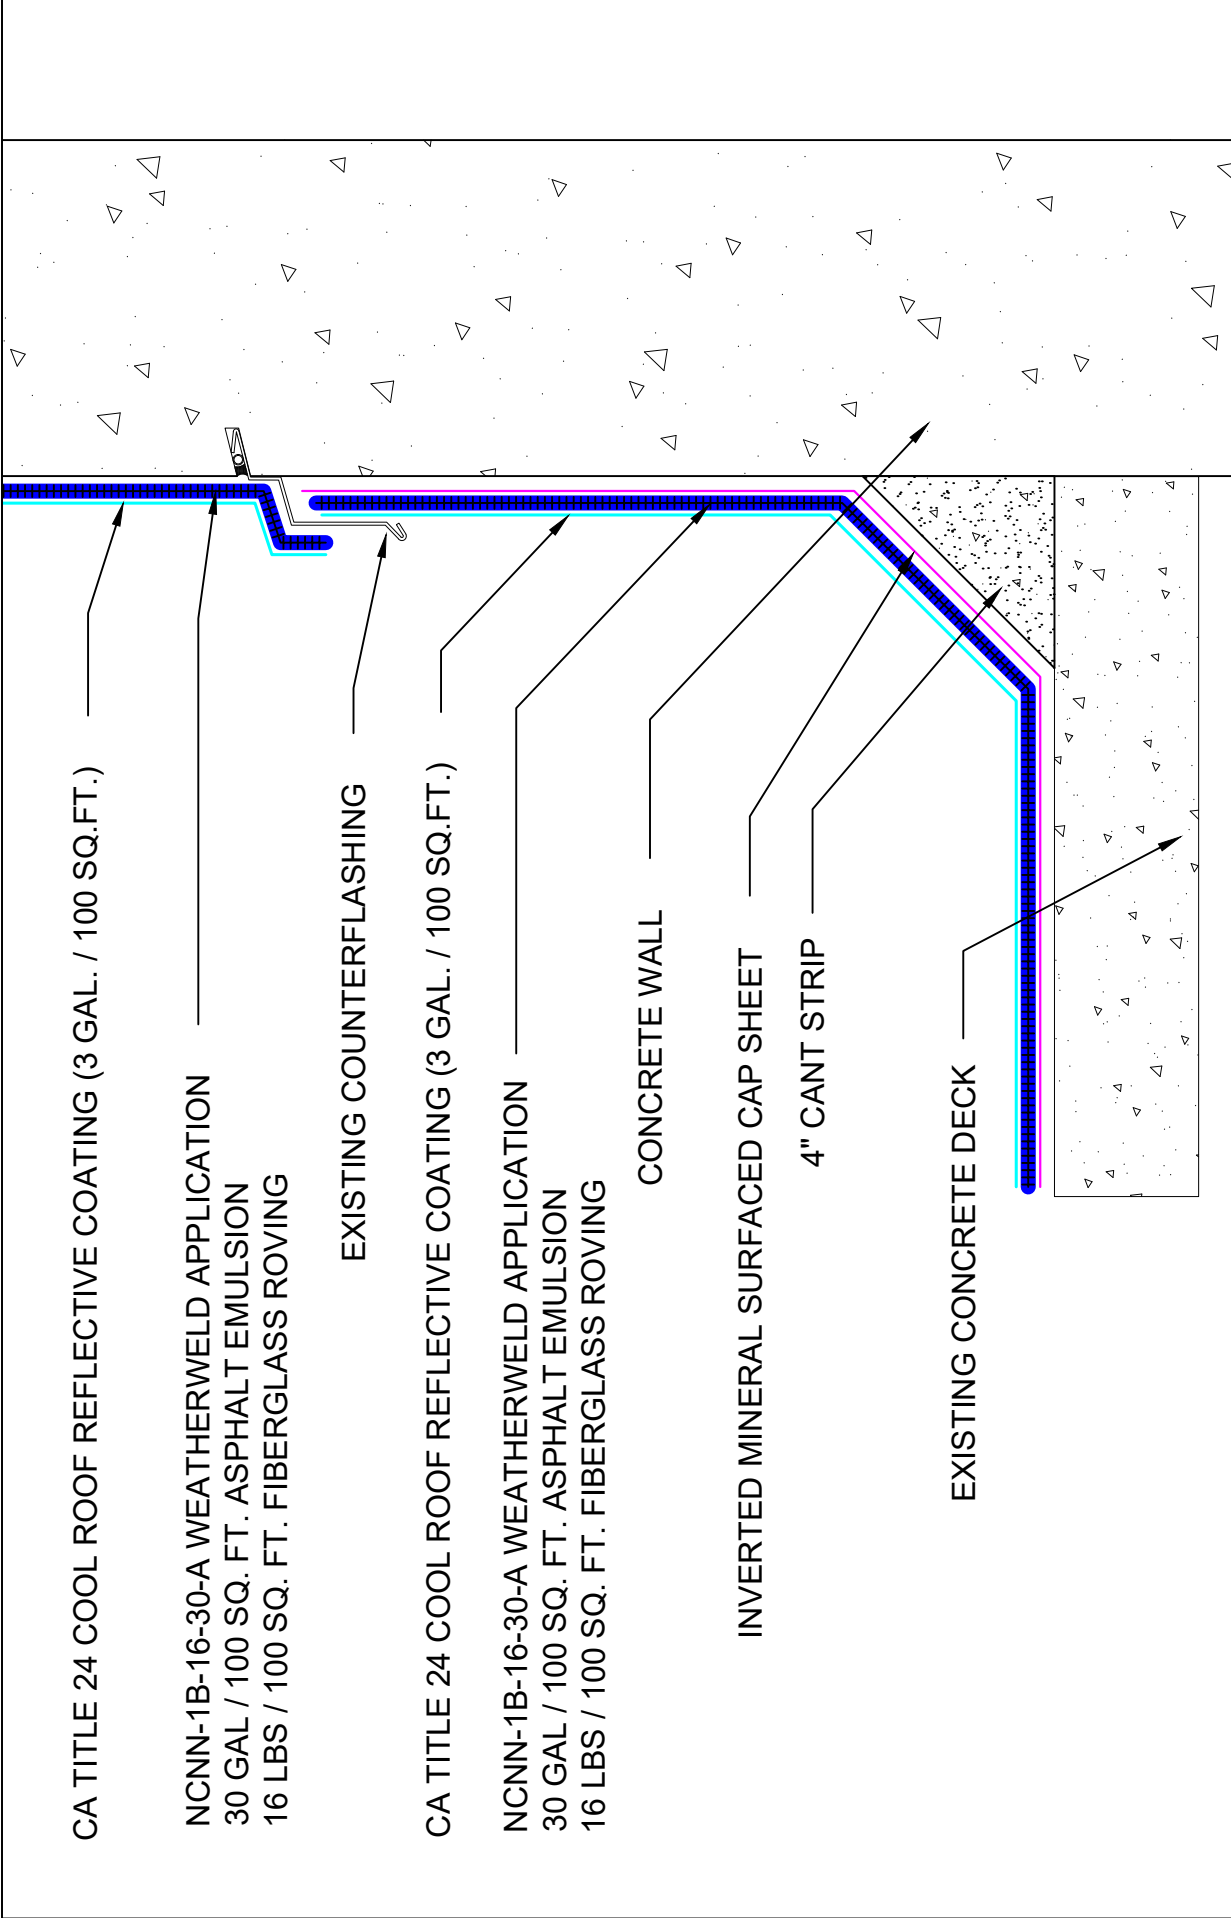 CA TITLE 24 COOL ROOF REFLECTIVE COATING (3 GAL. / 100 SQ.FT.)
NCNN-1B-16-30-A WEATHERWELD APPLICATION
30 GAL / 100 SQ. FT. ASPHALT EMULSION
16 LBS / 100 SQ. FT. FIBERGLASS ROVING
EXISTING COUNTERFLASHING
CA TITLE 24 COOL ROOF REFLECTIVE COATING (3 GAL. / 100 SQ.FT.)
NCNN-1B-16-30-A WEATHERWELD APPLICATION
30 GAL / 100 SQ. FT. ASPHALT EMULSION
16 LBS / 100 SQ. FT. FIBERGLASS ROVING
CONCRETE WALL
INVERTED MINERAL SURFACED CAP SHEET
4" CANT STRIP
EXISTING CONCRETE DECK